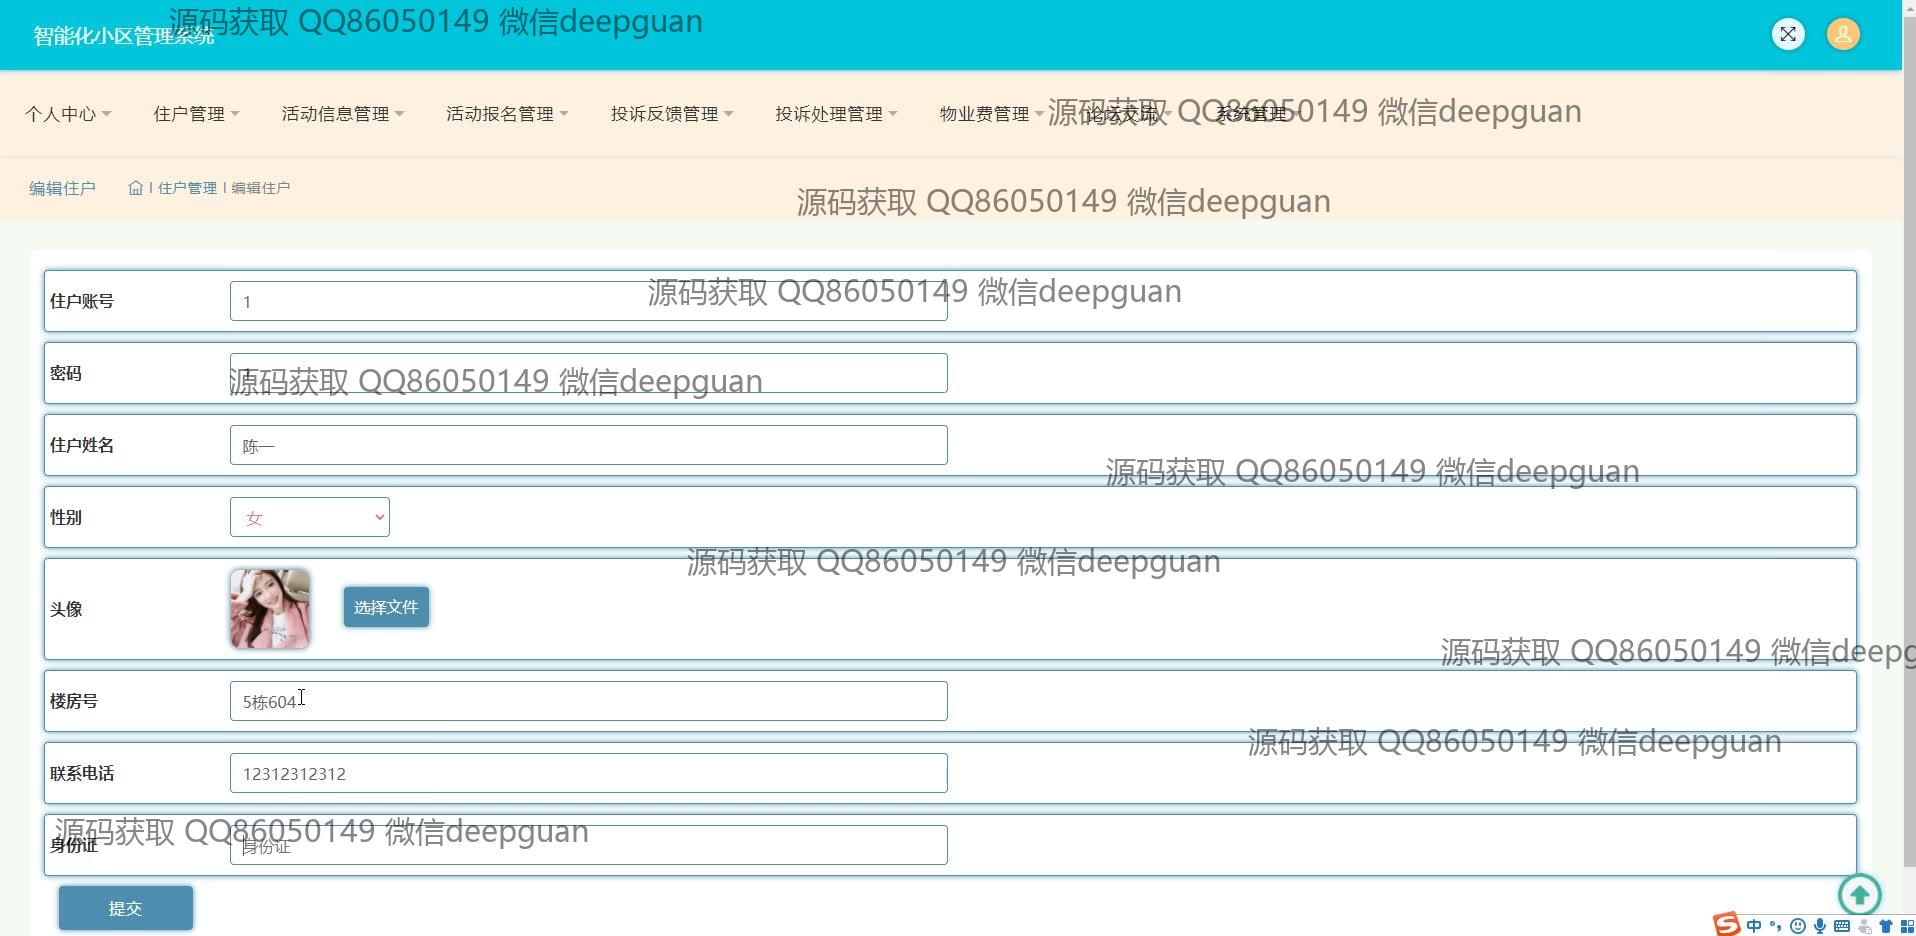 源码获取 QQ86050149 微信deepguan
智能化小区管理系统
个人中心 住户管理 活动信息管理 活动报名管理 投诉反馈管理 投诉处理管理 物业费管理 论坛交流 系统管理
源码获取 QQ86050149 微信deepguan
编辑住户 住户管理 编辑住户
源码获取 QQ86050149 微信deepguan
住户账号 1
源码获取 QQ86050149 微信deepguan
密码
源码获取 QQ86050149 微信deepguan
住户姓名 陈一
源码获取 QQ86050149 微信deepguan
性别 女
源码获取 QQ86050149 微信deepguan
头像 选择文件
源码获取 QQ86050149 微信deepg
楼房号 5栋604
源码获取 QQ86050149 微信deepguan
联系电话 12312312312
源码获取 QQ86050149 微信deepguan
身份证 身份证
提交
中